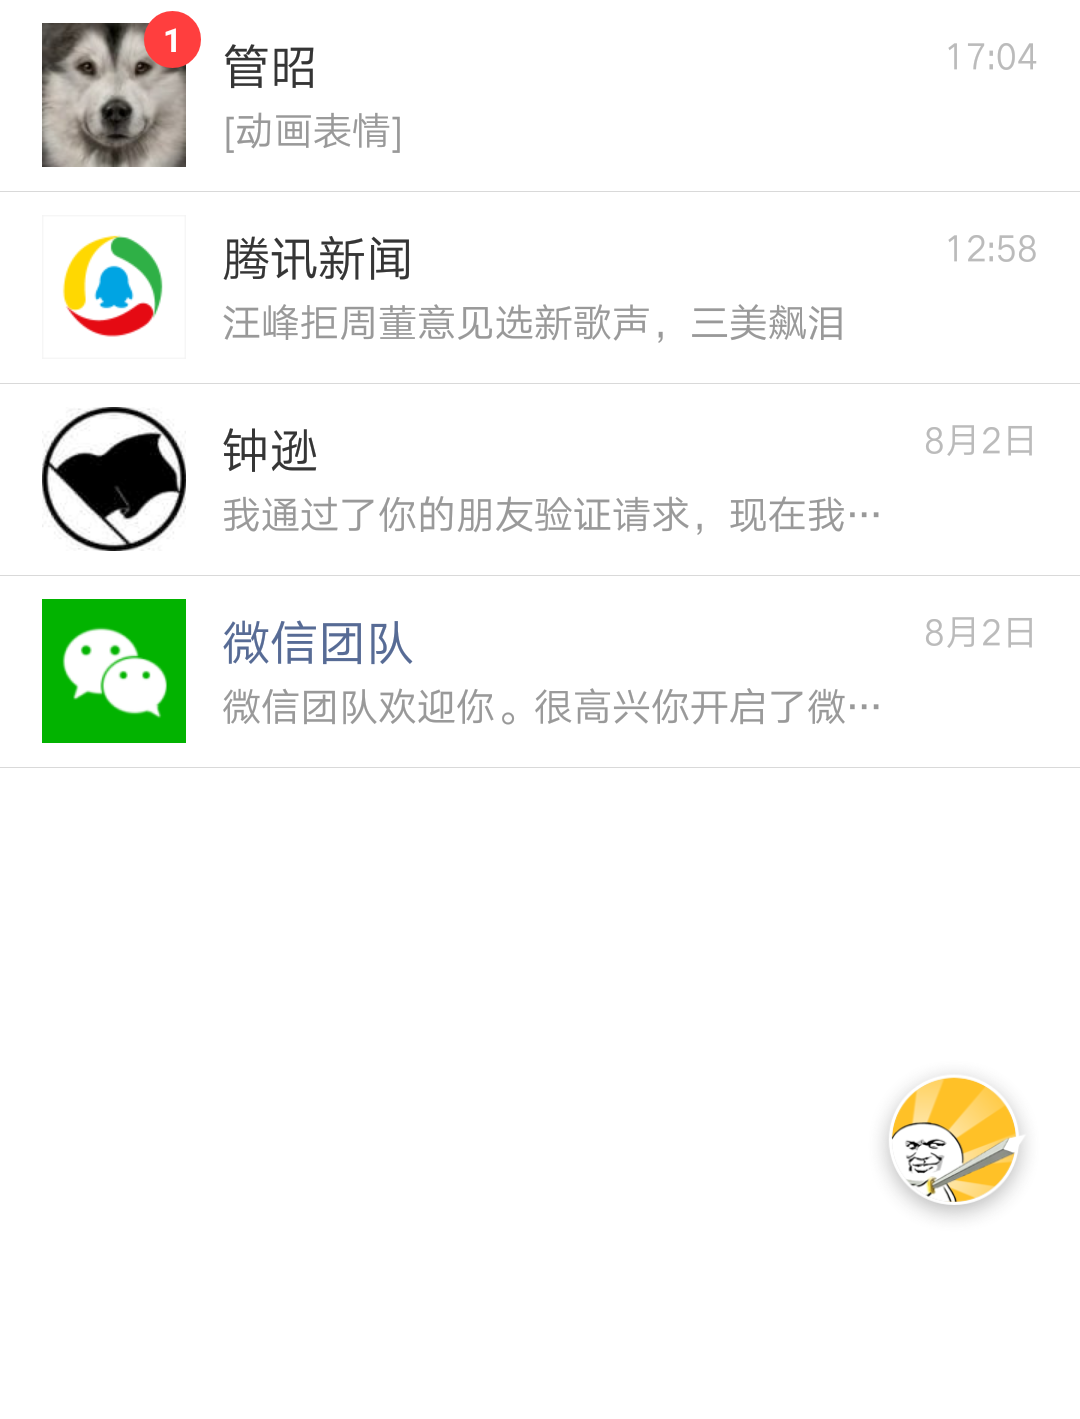 1
管昭
17:04
[动画表情]
腾讯新闻
12:58
汪峰拒周董意见选新歌声，三美飙泪
钟逊
8月2日
我通过了你的朋友验证请求，现在我…
微信团队
8月2日
微信团队欢迎你。很高兴你开启了微…